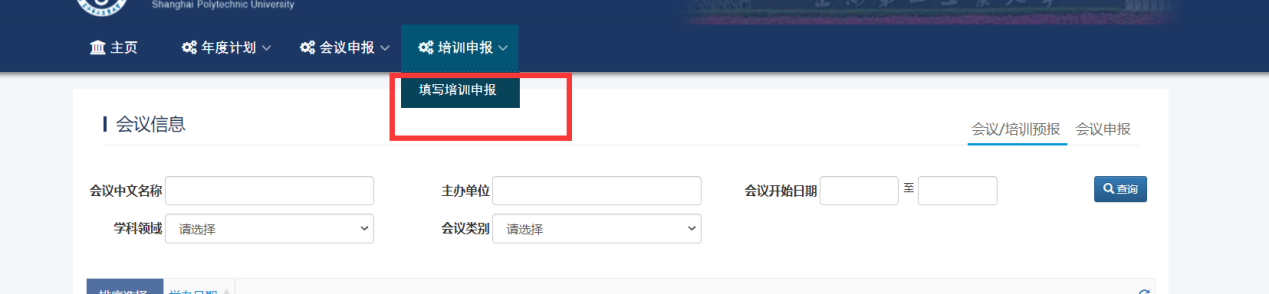 Shanghai Polytechnic University
主页 年度计划 会议申报 培训申报
填写培训申报
会议信息
会议/培训预报 会议申报
会议中文名称 主办单位 会议开始日期 至 查询
学科领域 请选择 会议类别 请选择